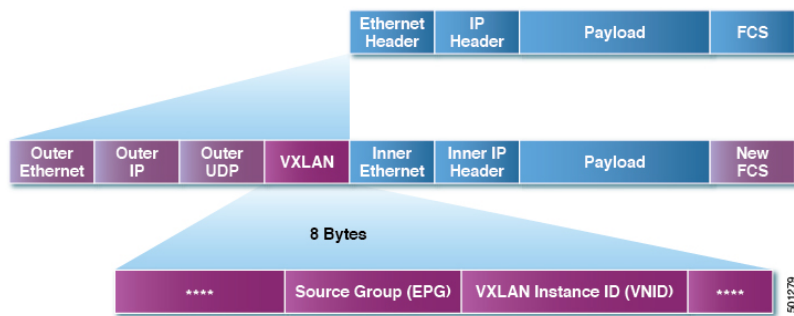 Ethernet Header
IP Header
Payload
FCS
Outer Ethernet
Outer IP
Outer UDP
VXLAN
Inner Ethernet
Inner IP Header
Payload
New FCS
8 Bytes
****
Source Group (EPG)
VXLAN Instance ID (VNID)
****
501279